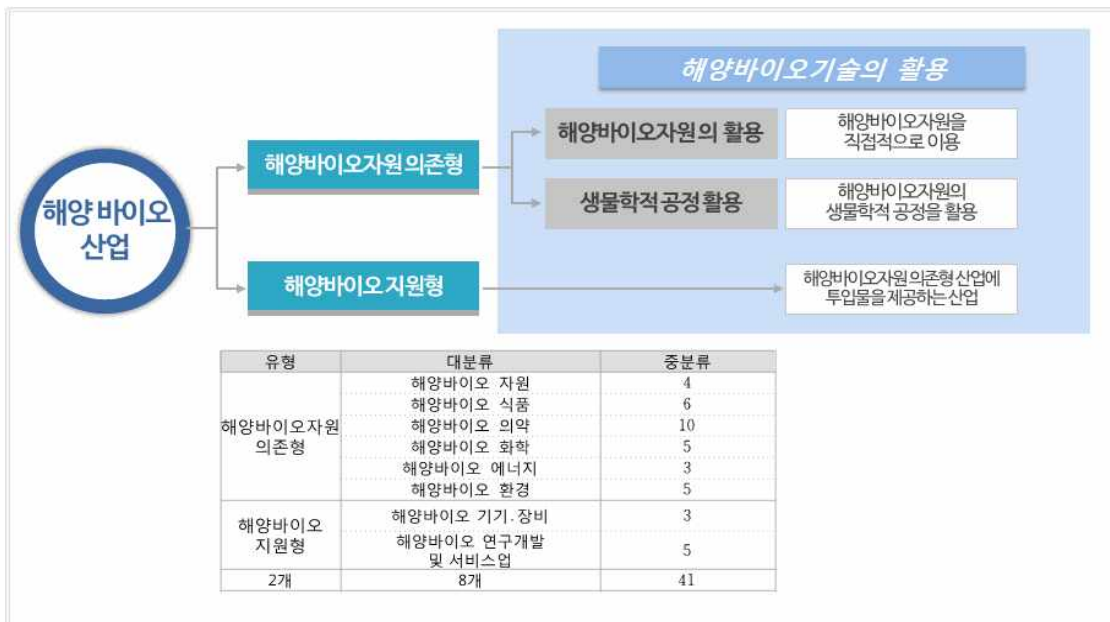 해양바이오기술의 활용
해양 바이오
산업
해양바이오자원 의존형
해양바이오자원의 활용
해양바이오자원을
직접적으로 이용
생물학적 공정 활용
해양바이오자원의
생물학적 공정을 활용
해양바이오 지원형
해양바이오자원 의존형 산업에
투입물을 제공하는 산업
유형 대분류 중분류
해양바이오자원
의존형
해양바이오 자원 4
해양바이오 식품 6
해양바이오 의약 10
해양바이오 화학 5
해양바이오 에너지 3
해양바이오 환경 5
해양바이오
지원형
해양바이오 기기.장비 3
해양바이오 연구개발
및 서비스업 5
2개 8개 41